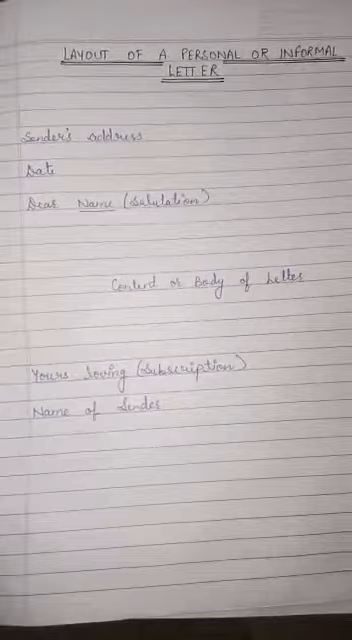 LAYOUT OF A PERSONAL OR INFORMAL
LETTER
Sender's Address
Date
Dear Name (Salutation)
Content or Body of Letter
Yours loving (Subscription)
Name of Sender